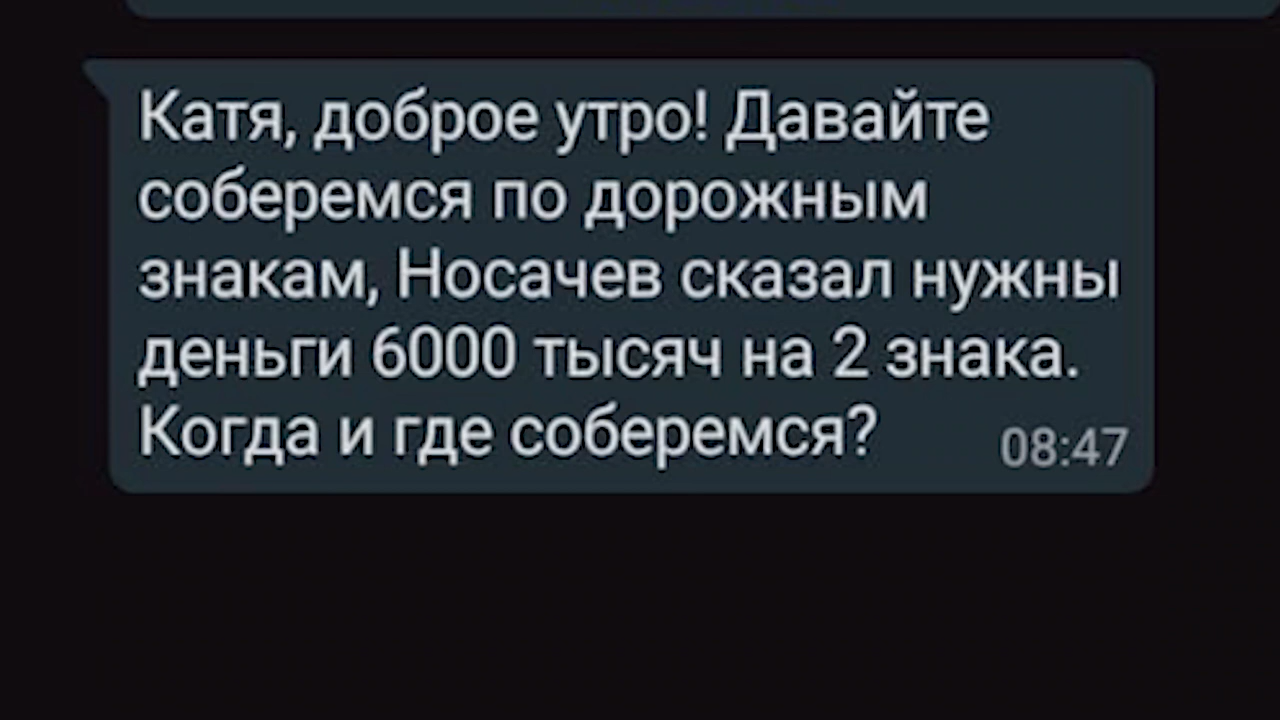 Катя, доброе утро! Давайте
соберемся по дорожным
знакам, Носачев сказал нужны
деньги 6000 тысяч на 2 знака.
Когда и где соберемся?
08:47